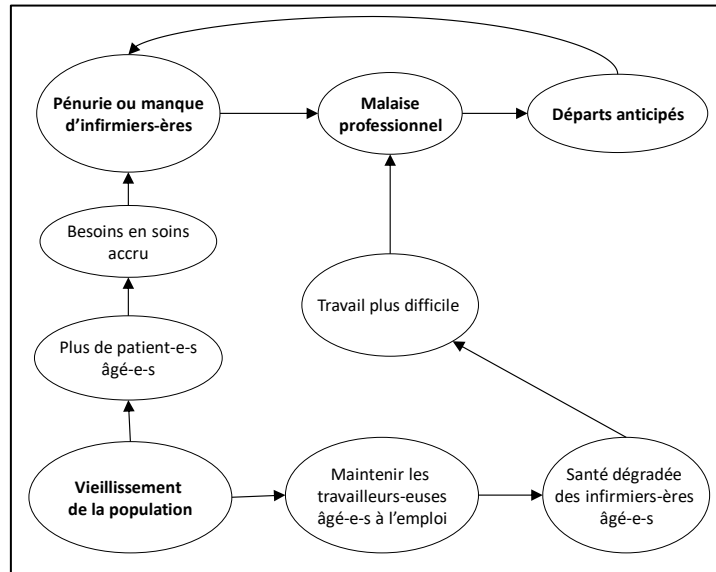 Pénurie ou manque
d’infirmiers-ères
Malaise
professionnel
Départs anticipés
Besoins en soins
accru
Travail plus difficile
Plus de patient-e-s
âgé-e-s
Vieillissement
de la population
Maintenir les
travailleurs-euses
âgé-e-s à l’emploi
Santé dégradée
des infirmiers-ères
âgé-e-s